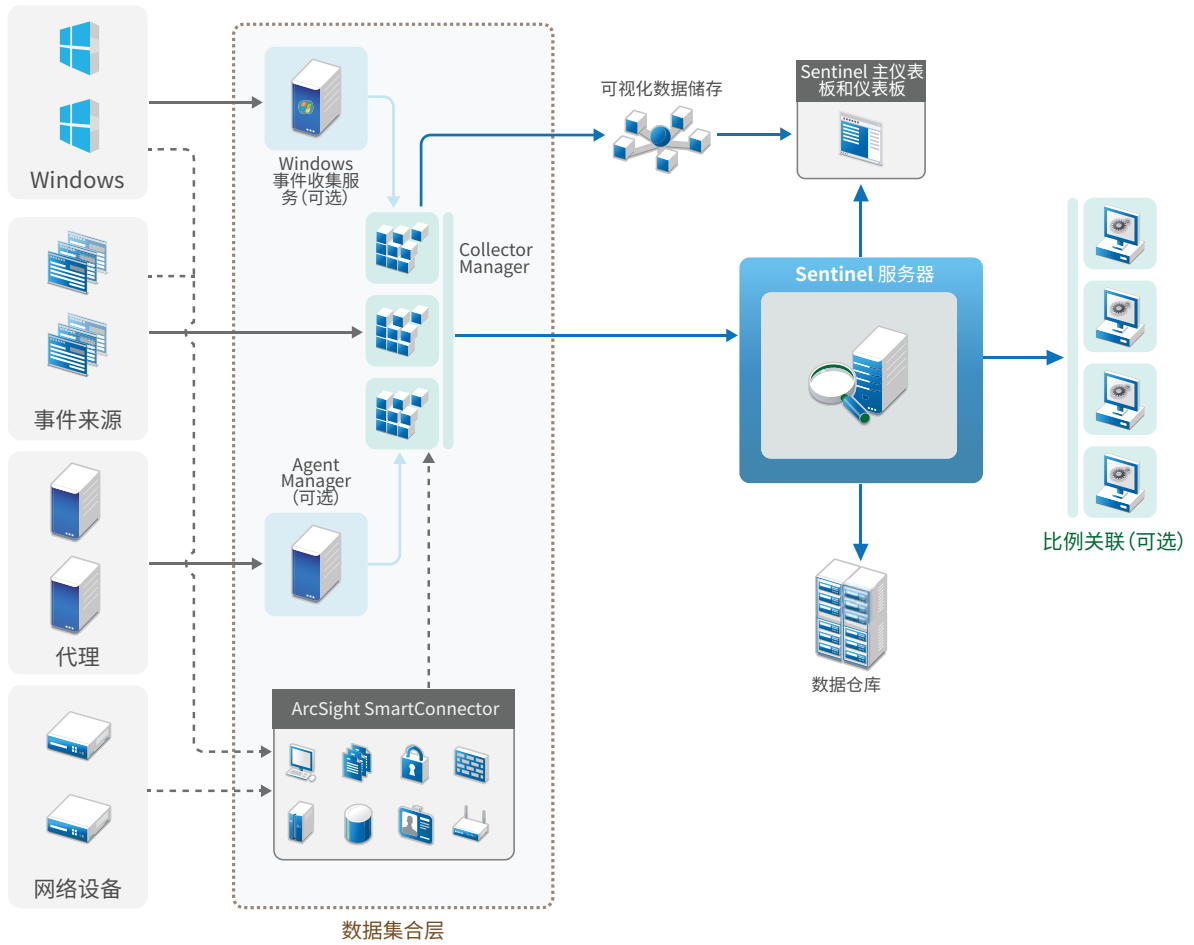 Windows
事件来源
代理
网络设备
Windows
事件收集服
务(可选)
Collector
Manager
Agent
Manager
(可选)
ArcSight SmartConnector
数据集合层
可视化数据储存
Sentinel 主仪表
板和仪表板
Sentinel 服务器
数据仓库
比例关联(可选)